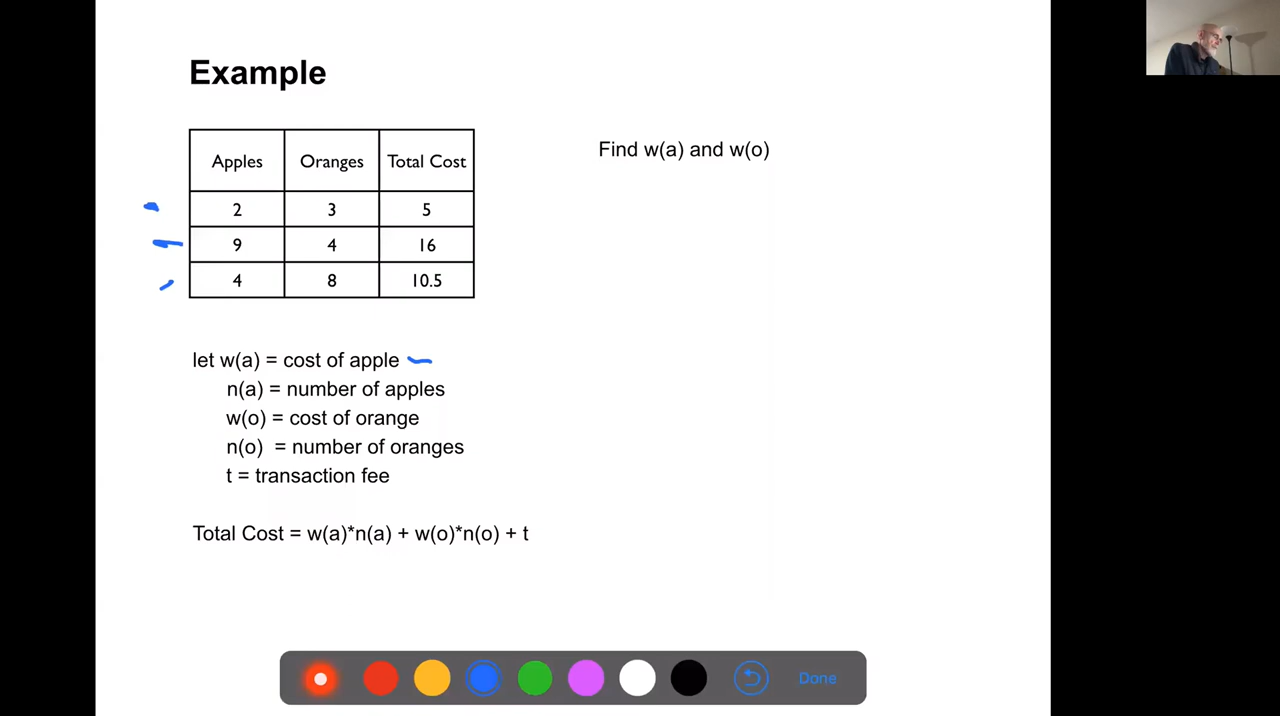 Example
Apples Oranges Total Cost
2 3 5
9 4 16
4 8 10.5
Find w(a) and w(o)
let w(a) = cost of apple
n(a) = number of apples
w(o) = cost of orange
n(o) = number of oranges
t = transaction fee
Total Cost = w(a)*n(a) + w(o)*n(o) + t
Done